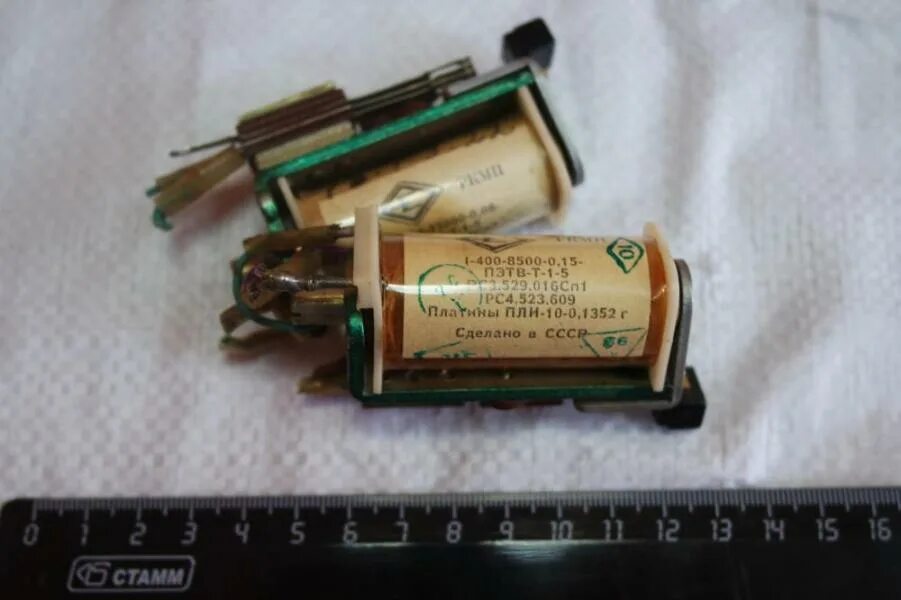 РКМП
РКМП 10
I-400-8500-0,15-
ПЭТВ-Т-1-5
РС3.529.016Сп1
РС4.523.609
Платины ПЛИ-10-0,1352 г
Сделано в СССР
86
0 1 2 3 4 5 6 7 8 9 10 11 12 13 14 15 16
СТАММ